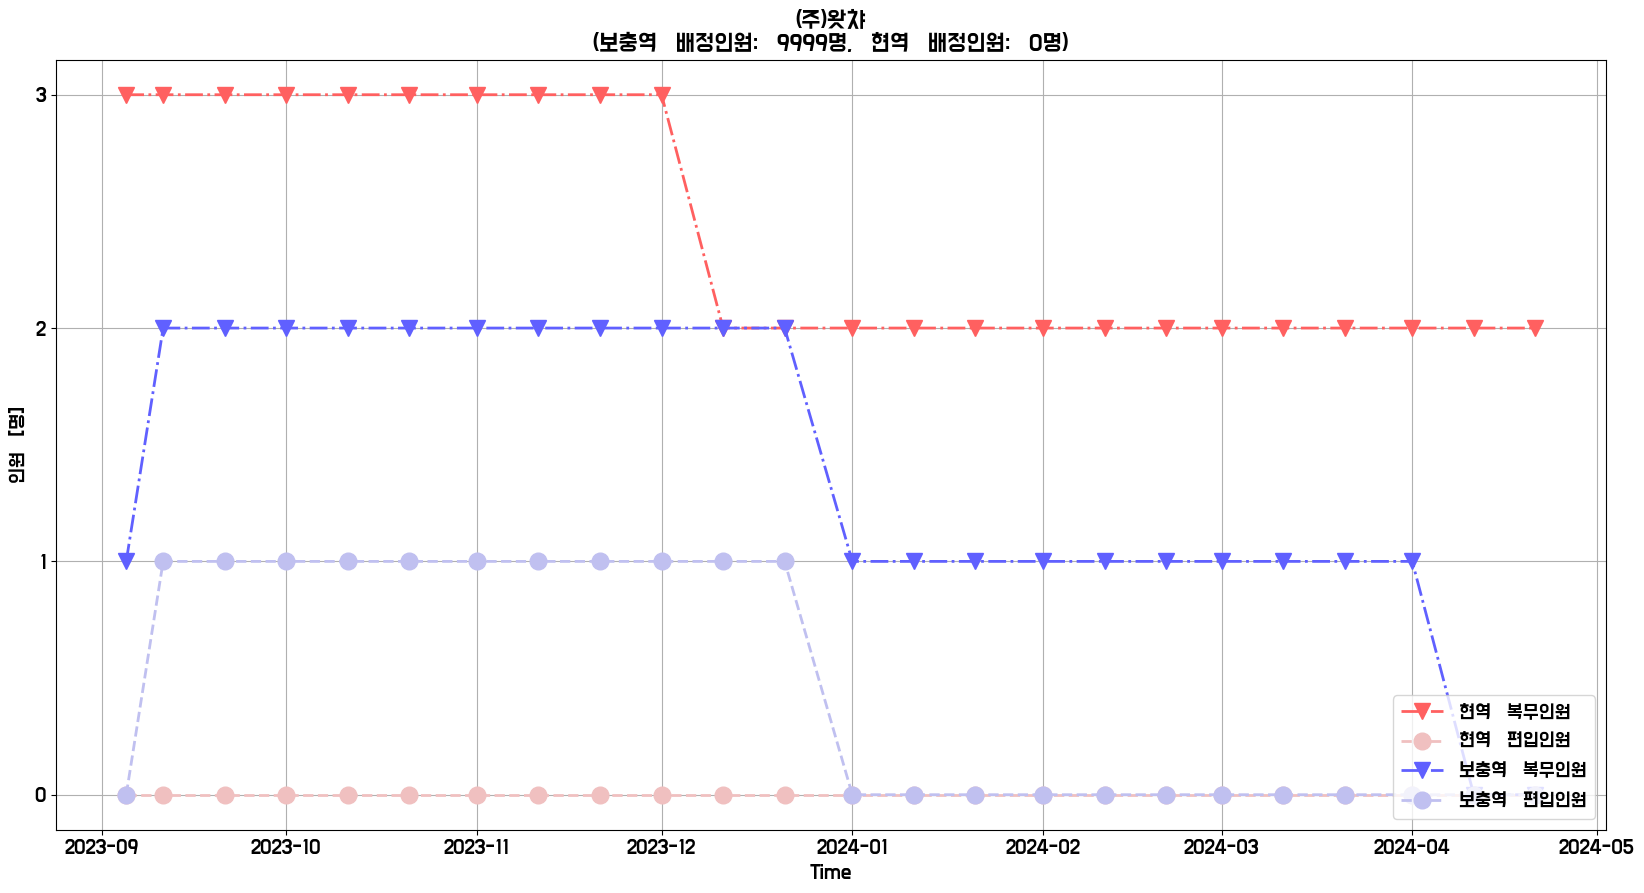 (주)왓챠
(보충역 배정인원: 9999명, 현역 배정인원: 0명)
3
2
1
0
인원 [명]
현역 복무인원
현역 편입인원
보충역 복무인원
보충역 편입인원
2023-09 2023-10 2023-11 2023-12 2024-01 2024-02 2024-03 2024-04 2024-05
Time